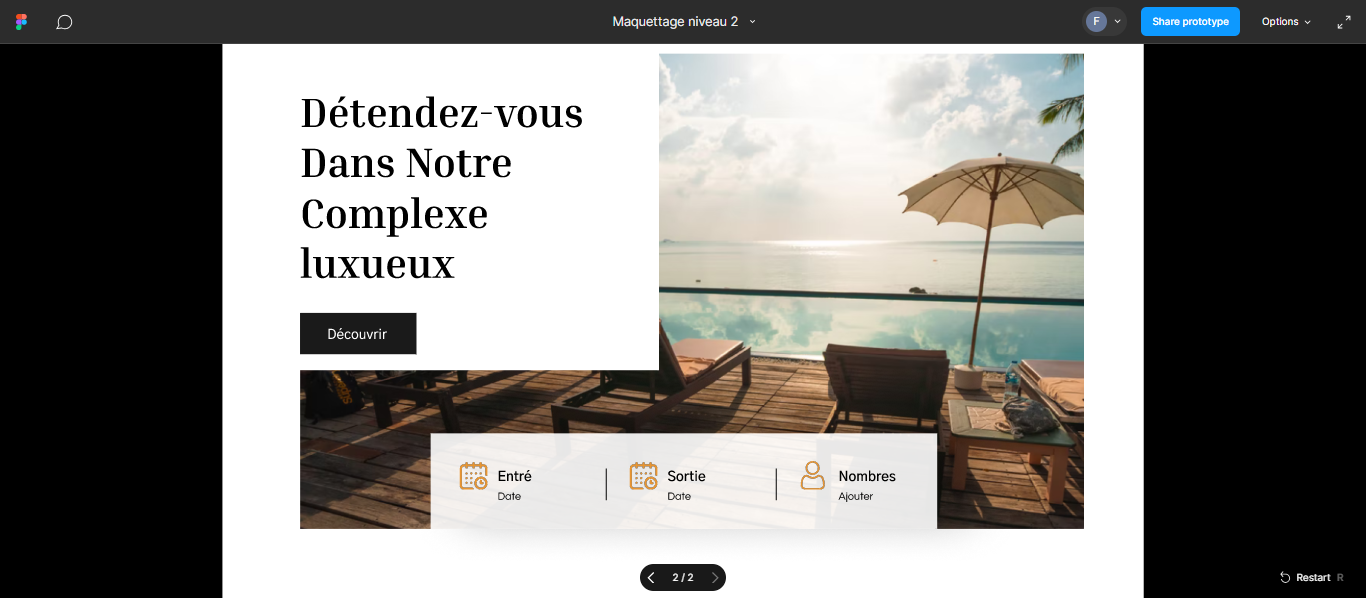 Maquettage niveau 2
F
Share prototype
Options
Détendez-vous
Dans Notre
Complexe
luxueux
Découvrir
Entré
Date
Sortie
Date
Nombres
Ajouter
2 / 2
Restart R